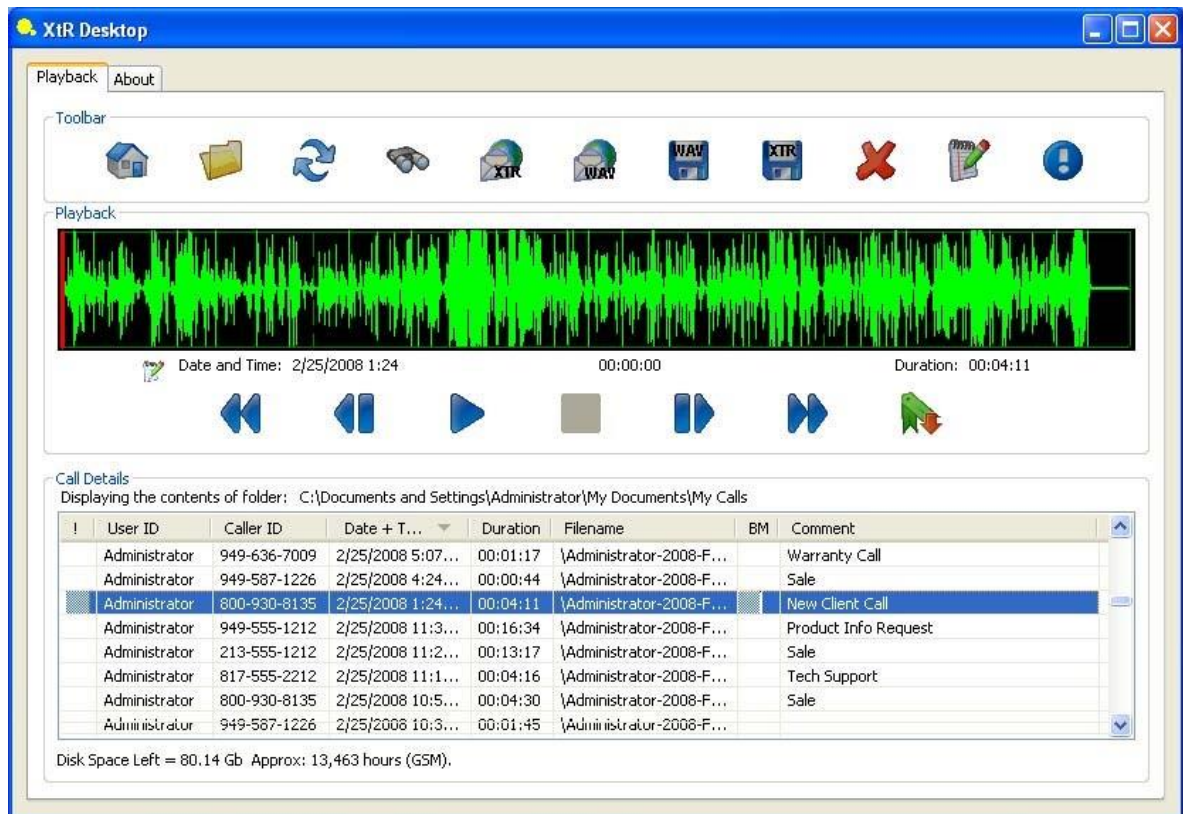 XtR Desktop
Playback About
Toolbar
XTR WAV WAV XTR
Playback
Date and Time: 2/25/2008 1:24 00:00:00 Duration: 00:04:11
Call Details
Displaying the contents of folder: C:\Documents and Settings\Administrator\My Documents\My Calls
! User ID Caller ID Date + T... Duration Filename BM Comment
Administrator 949-636-7009 2/25/2008 5:07... 00:01:17 \Administrator-2008-F... Warranty Call
Administrator 949-587-1226 2/25/2008 4:24... 00:00:44 \Administrator-2008-F... Sale
Administrator 800-930-8135 2/25/2008 1:24... 00:04:11 \Administrator-2008-F... New Client Call
Administrator 949-555-1212 2/25/2008 11:3... 00:16:34 \Administrator-2008-F... Product Info Request
Administrator 213-555-1212 2/25/2008 11:2... 00:13:17 \Administrator-2008-F... Sale
Administrator 817-555-2212 2/25/2008 11:1... 00:04:16 \Administrator-2008-F... Tech Support
Administrator 800-930-8135 2/25/2008 10:5... 00:04:30 \Administrator-2008-F... Sale
Administrator 949-587-1226 2/25/2008 10:3... 00:01:45 \Administrator-2008-F...
Disk Space Left = 80.14 Gb Approx: 13,463 hours (GSM).